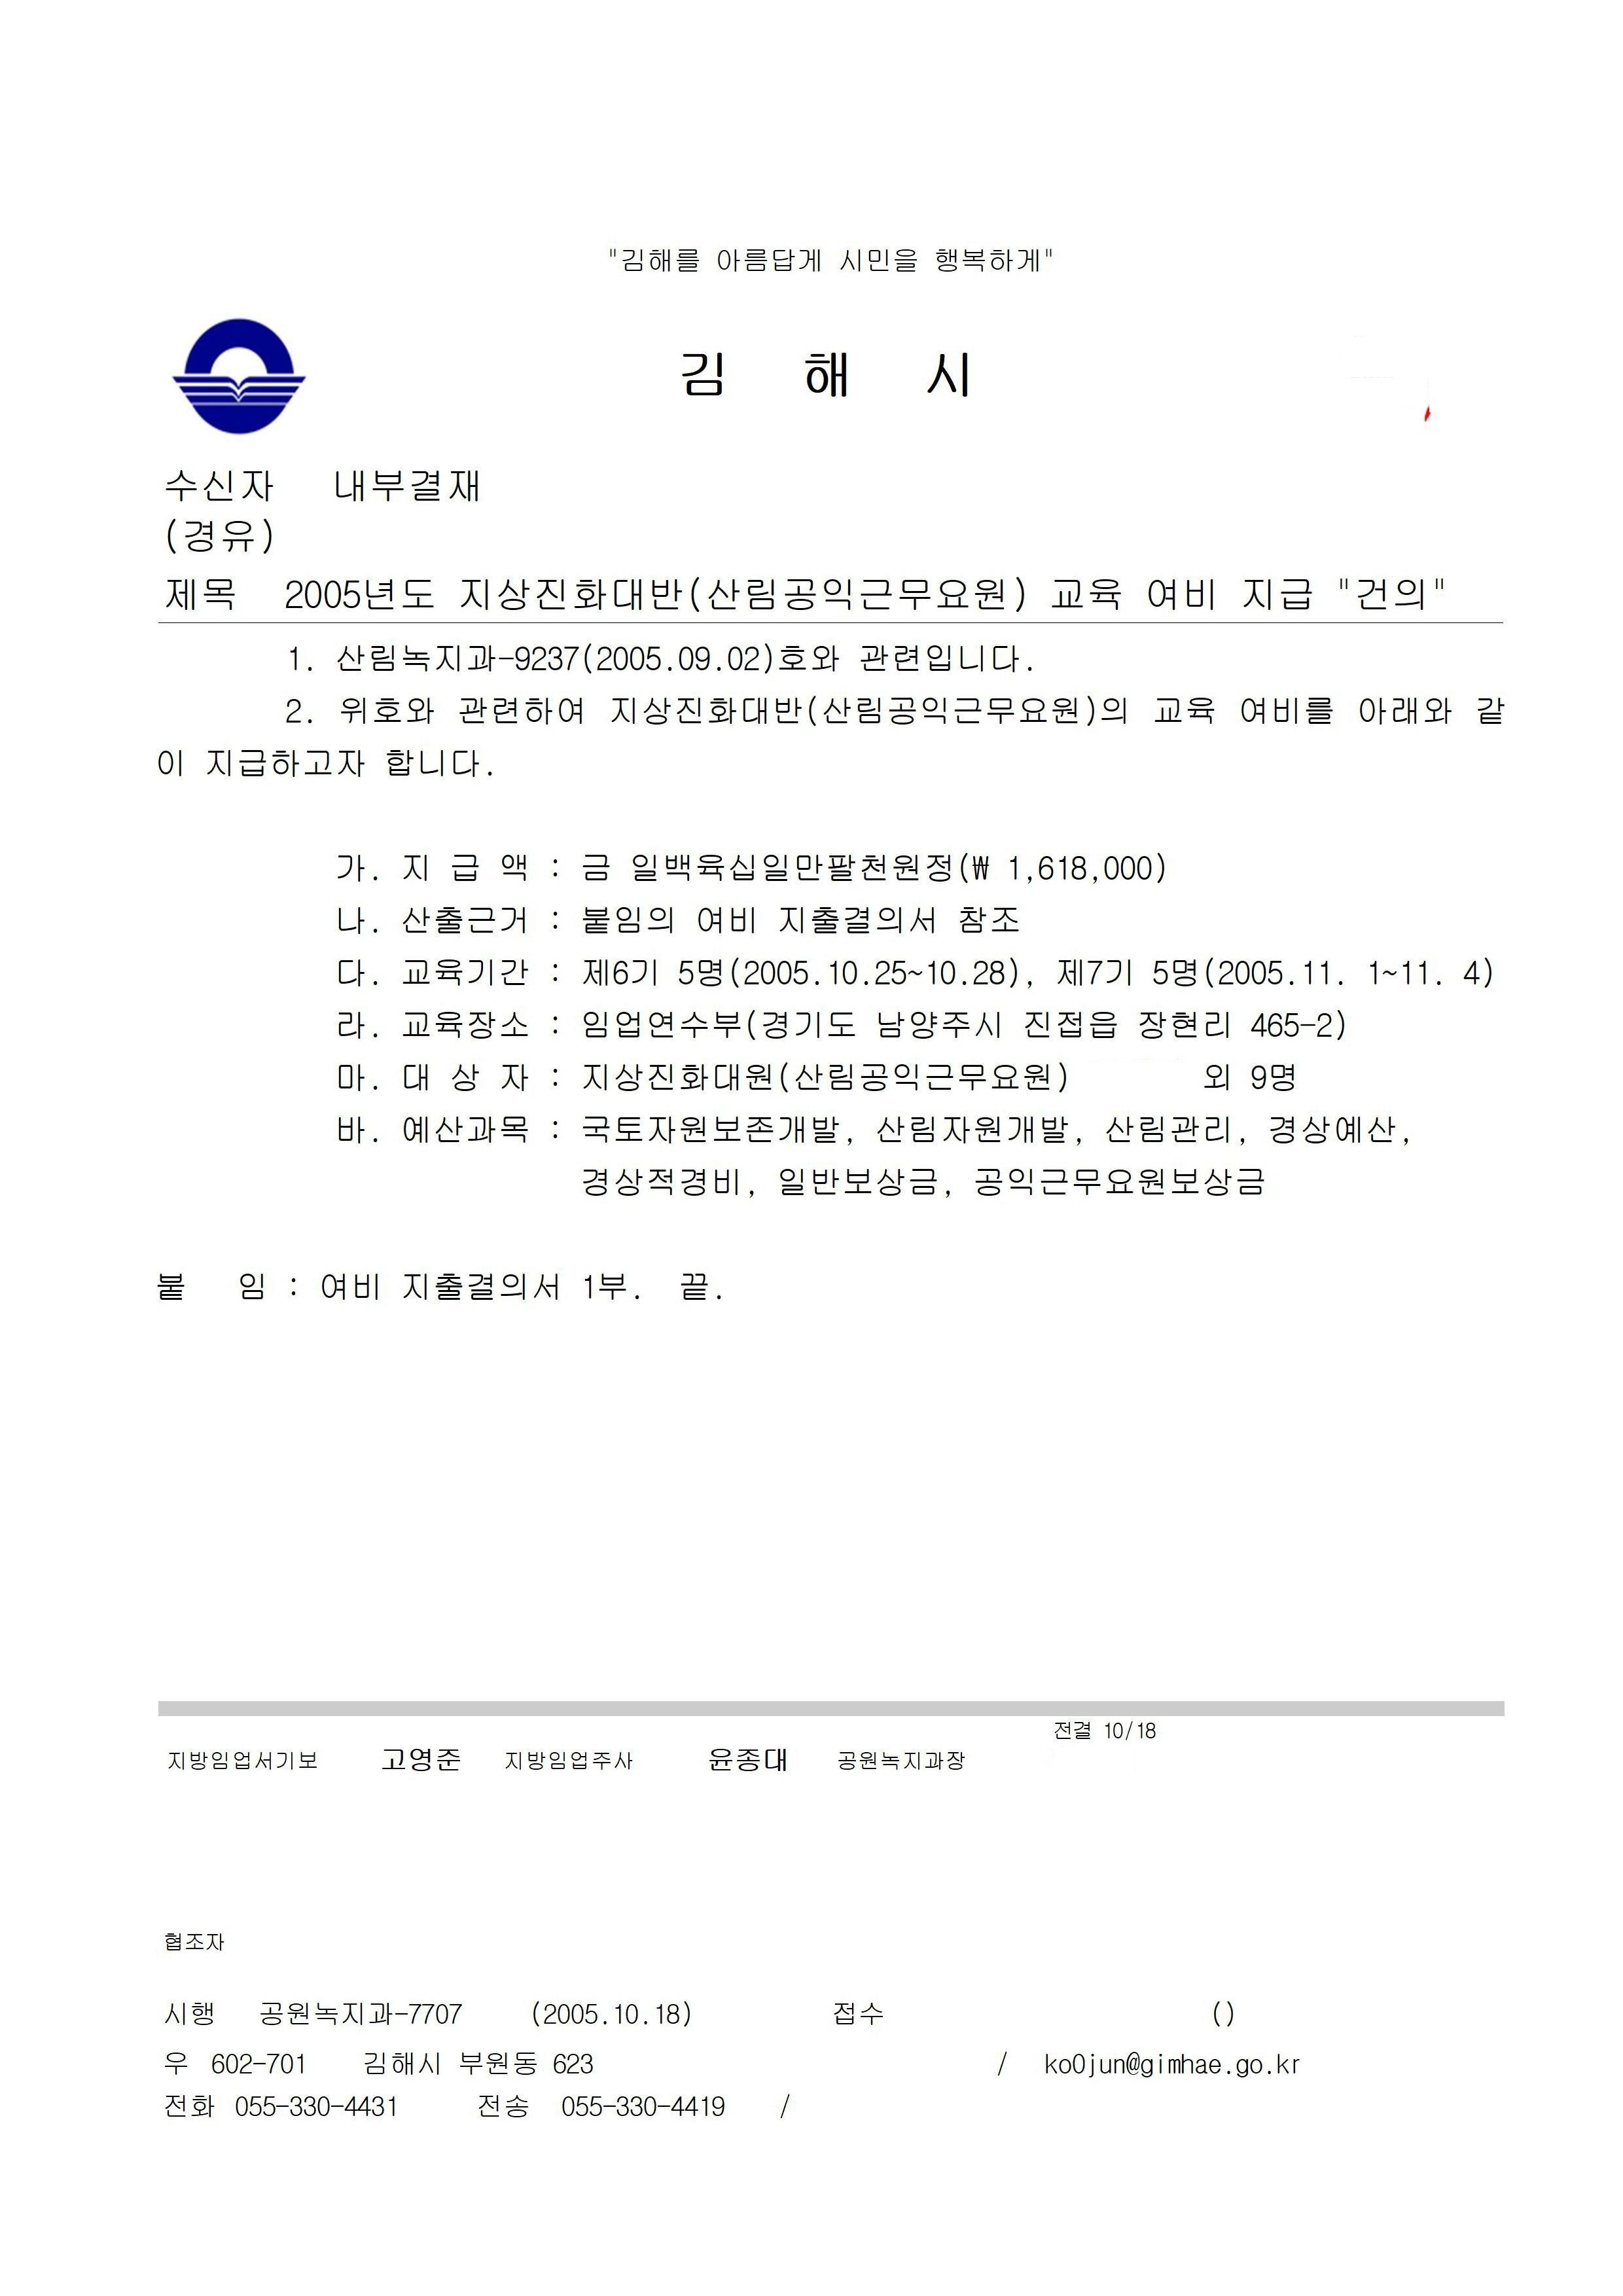 "김해를 아름답게 시민을 행복하게"
김 해 시
수신자 내부결재
(경유)
제목 2005년도 지상진화대반(산림공익근무요원) 교육 여비 지급 "건의"
1. 산림녹지과-9237(2005.09.02)호와 관련입니다.
2. 위호와 관련하여 지상진화대반(산림공익근무요원)의 교육 여비를 아래와 같
이 지급하고자 합니다.
가. 지 급 액 : 금 일백육십일만팔천원정(₩ 1,618,000)
나. 산출근거 : 붙임의 여비 지출결의서 참조
다. 교육기간 : 제6기 5명(2005.10.25~10.28), 제7기 5명(2005.11. 1~11. 4)
라. 교육장소 : 임업연수부(경기도 남양주시 진접읍 장현리 465-2)
마. 대 상 자 : 지상진화대원(산림공익근무요원) 외 9명
바. 예산과목 : 국토자원보존개발, 산림자원개발, 산림관리, 경상예산,
경상적경비, 일반보상금, 공익근무요원보상금
붙 임 : 여비 지출결의서 1부. 끝.
전결 10/18
지방임업서기보 고영준 지방임업주사 윤종대 공원녹지과장
협조자
시행 공원녹지과-7707 (2005.10.18) 접수 ()
우 602-701 김해시 부원동 623 / ko0jun@gimhae.go.kr
전화 055-330-4431 전송 055-330-4419 /